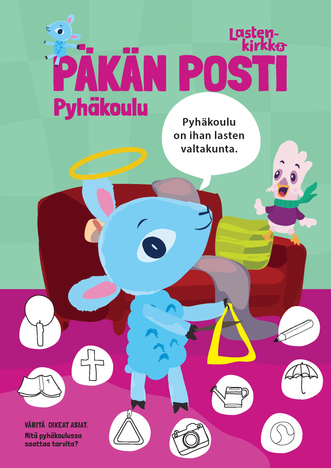 Lasten-
kirkko
PÄKÄN POSTI
Pyhäkoulu
Pyhäkoulu
on ihan lasten
valtakunta.
VÄRITÄ OIKEAT ASIAT.
Mitä pyhäkoulussa
saattaa tarvita?